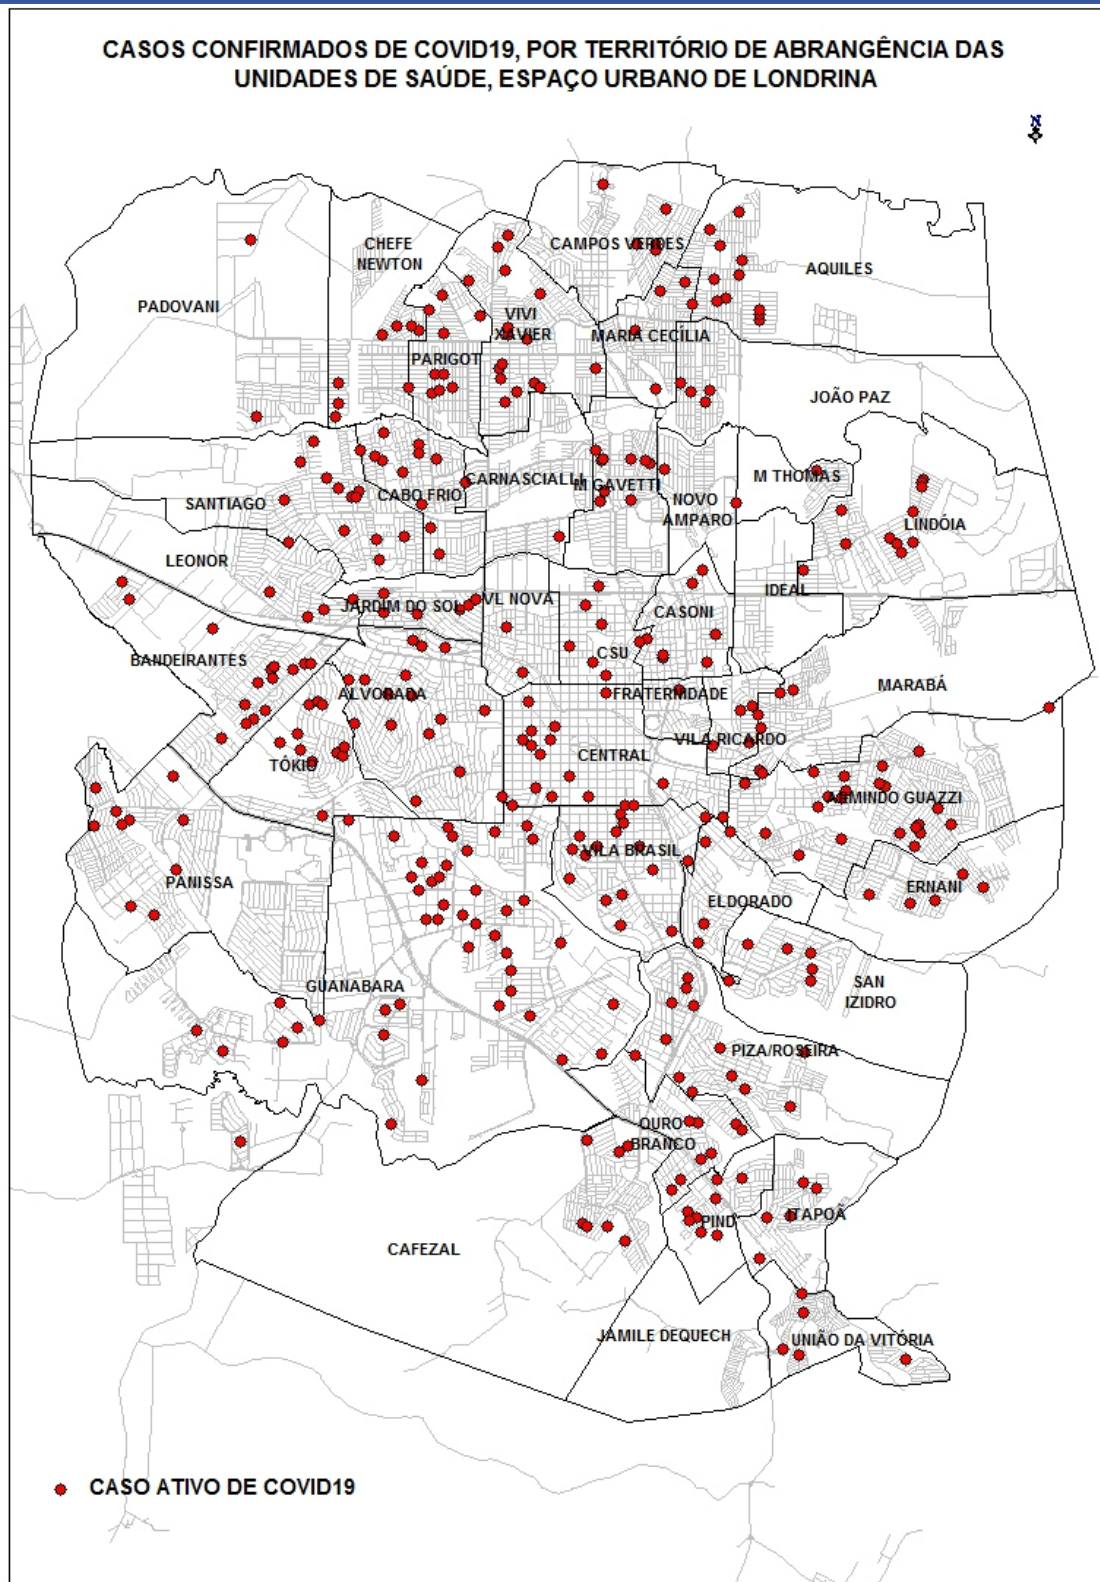 CASOS CONFIRMADOS DE COVID19, POR TERRITÓRIO DE ABRANGÊNCIA DAS
UNIDADES DE SAÚDE, ESPAÇO URBANO DE LONDRINA
N
CHEFE
NEWTON
CAMPOS VERDES
AQUILES
PADOVANI
VIVI
XAVIER
MARIA CECÍLIA
PARIGOT
JOÃO PAZ
M THOMAS
CARNASCIALLI
M GAVETTI
CABO FRIO
SANTIAGO
NOVO
AMPARO
LINDÓIA
LEONOR
IDEAL
JARDIM DO SOL
VL NOVA
CASONI
CSU
BANDEIRANTES
MARABÁ
ALVORADA
FRATERNIDADE
VILA RICARDO
CENTRAL
TÓKIO
ARMINDO GUAZZI
VILA BRASIL
PANISSA
ERNANI
ELDORADO
GUANABARA
SAN
IZIDRO
PIZA/ROSEIRA
OURO
BRANCO
ITAPOÃ
PIND
CAFEZAL
JAMILE DEQUECH
UNIÃO DA VITÓRIA
CASO ATIVO DE COVID19